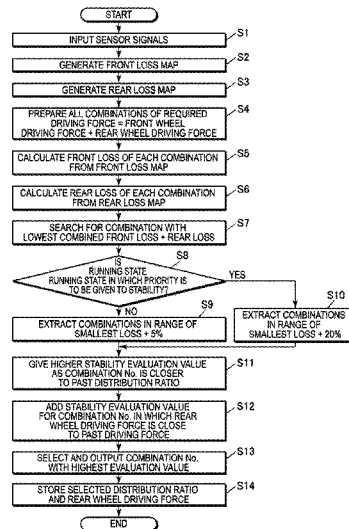 START
S1
INPUT SENSOR SIGNALS
S2
GENERATE FRONT LOSS MAP
S3
GENERATE REAR LOSS MAP
S4
PREPARE ALL COMBINATIONS OF REQUIRED
DRIVING FORCE = FRONT WHEEL
DRIVING FORCE + REAR WHEEL DRIVING FORCE
S5
CALCULATE FRONT LOSS OF EACH COMBINATION
FROM FRONT LOSS MAP
S6
CALCULATE REAR LOSS OF EACH COMBINATION
FROM REAR LOSS MAP
S7
SEARCH FOR COMBINATION WITH
LOWEST COMBINED FRONT LOSS + REAR LOSS
S8
IS
RUNNING STATE
RUNNING STATE IN WHICH PRIORITY IS
TO BE GIVEN TO STABILITY?
YES
NO
S9
EXTRACT COMBINATIONS IN RANGE OF
SMALLEST LOSS + 5%
S10
EXTRACT COMBINATIONS
IN RANGE OF
SMALLEST LOSS + 20%
S11
GIVE HIGHER STABILITY EVALUATION VALUE
AS COMBINATION No. IS CLOSER
TO PAST DISTRIBUTION RATIO
S12
ADD STABILITY EVALUATION VALUE
FOR COMBINATION No. IN WHICH REAR
WHEEL DRIVING FORCE IS CLOSE
TO PAST DRIVING FORCE
S13
SELECT AND OUTPUT COMBINATION No.
WITH HIGHEST EVALUATION VALUE
S14
STORE SELECTED DISTRIBUTION RATIO
AND REAR WHEEL DRIVING FORCE
END